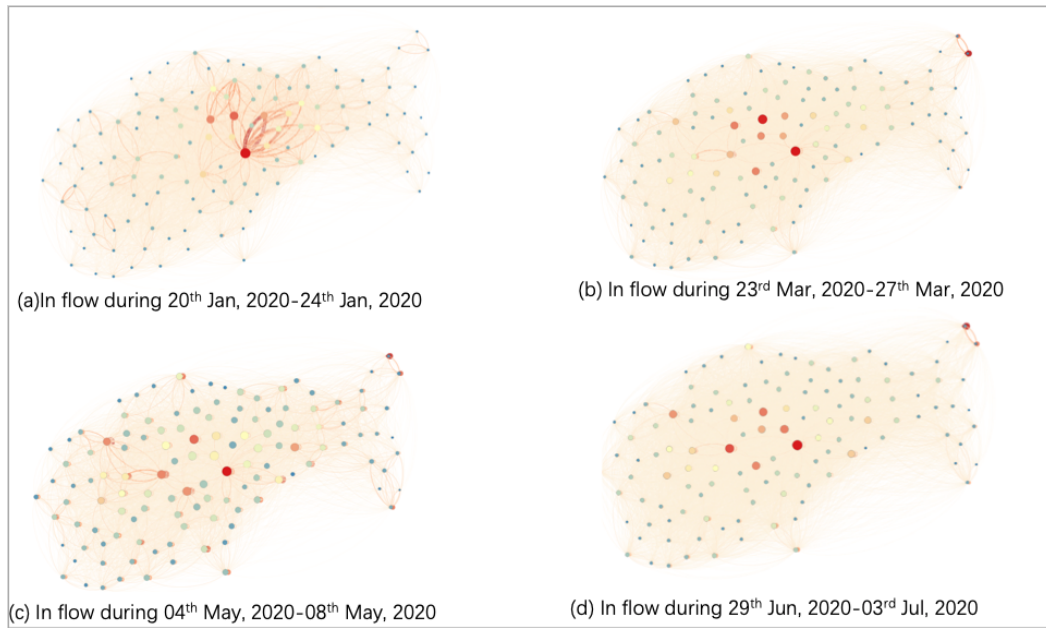 (a)In flow during 20th Jan, 2020-24th Jan, 2020
(b) In flow during 23rd Mar, 2020-27th Mar, 2020
(c) In flow during 04th May, 2020-08th May, 2020
(d) In flow during 29th Jun, 2020-03rd Jul, 2020